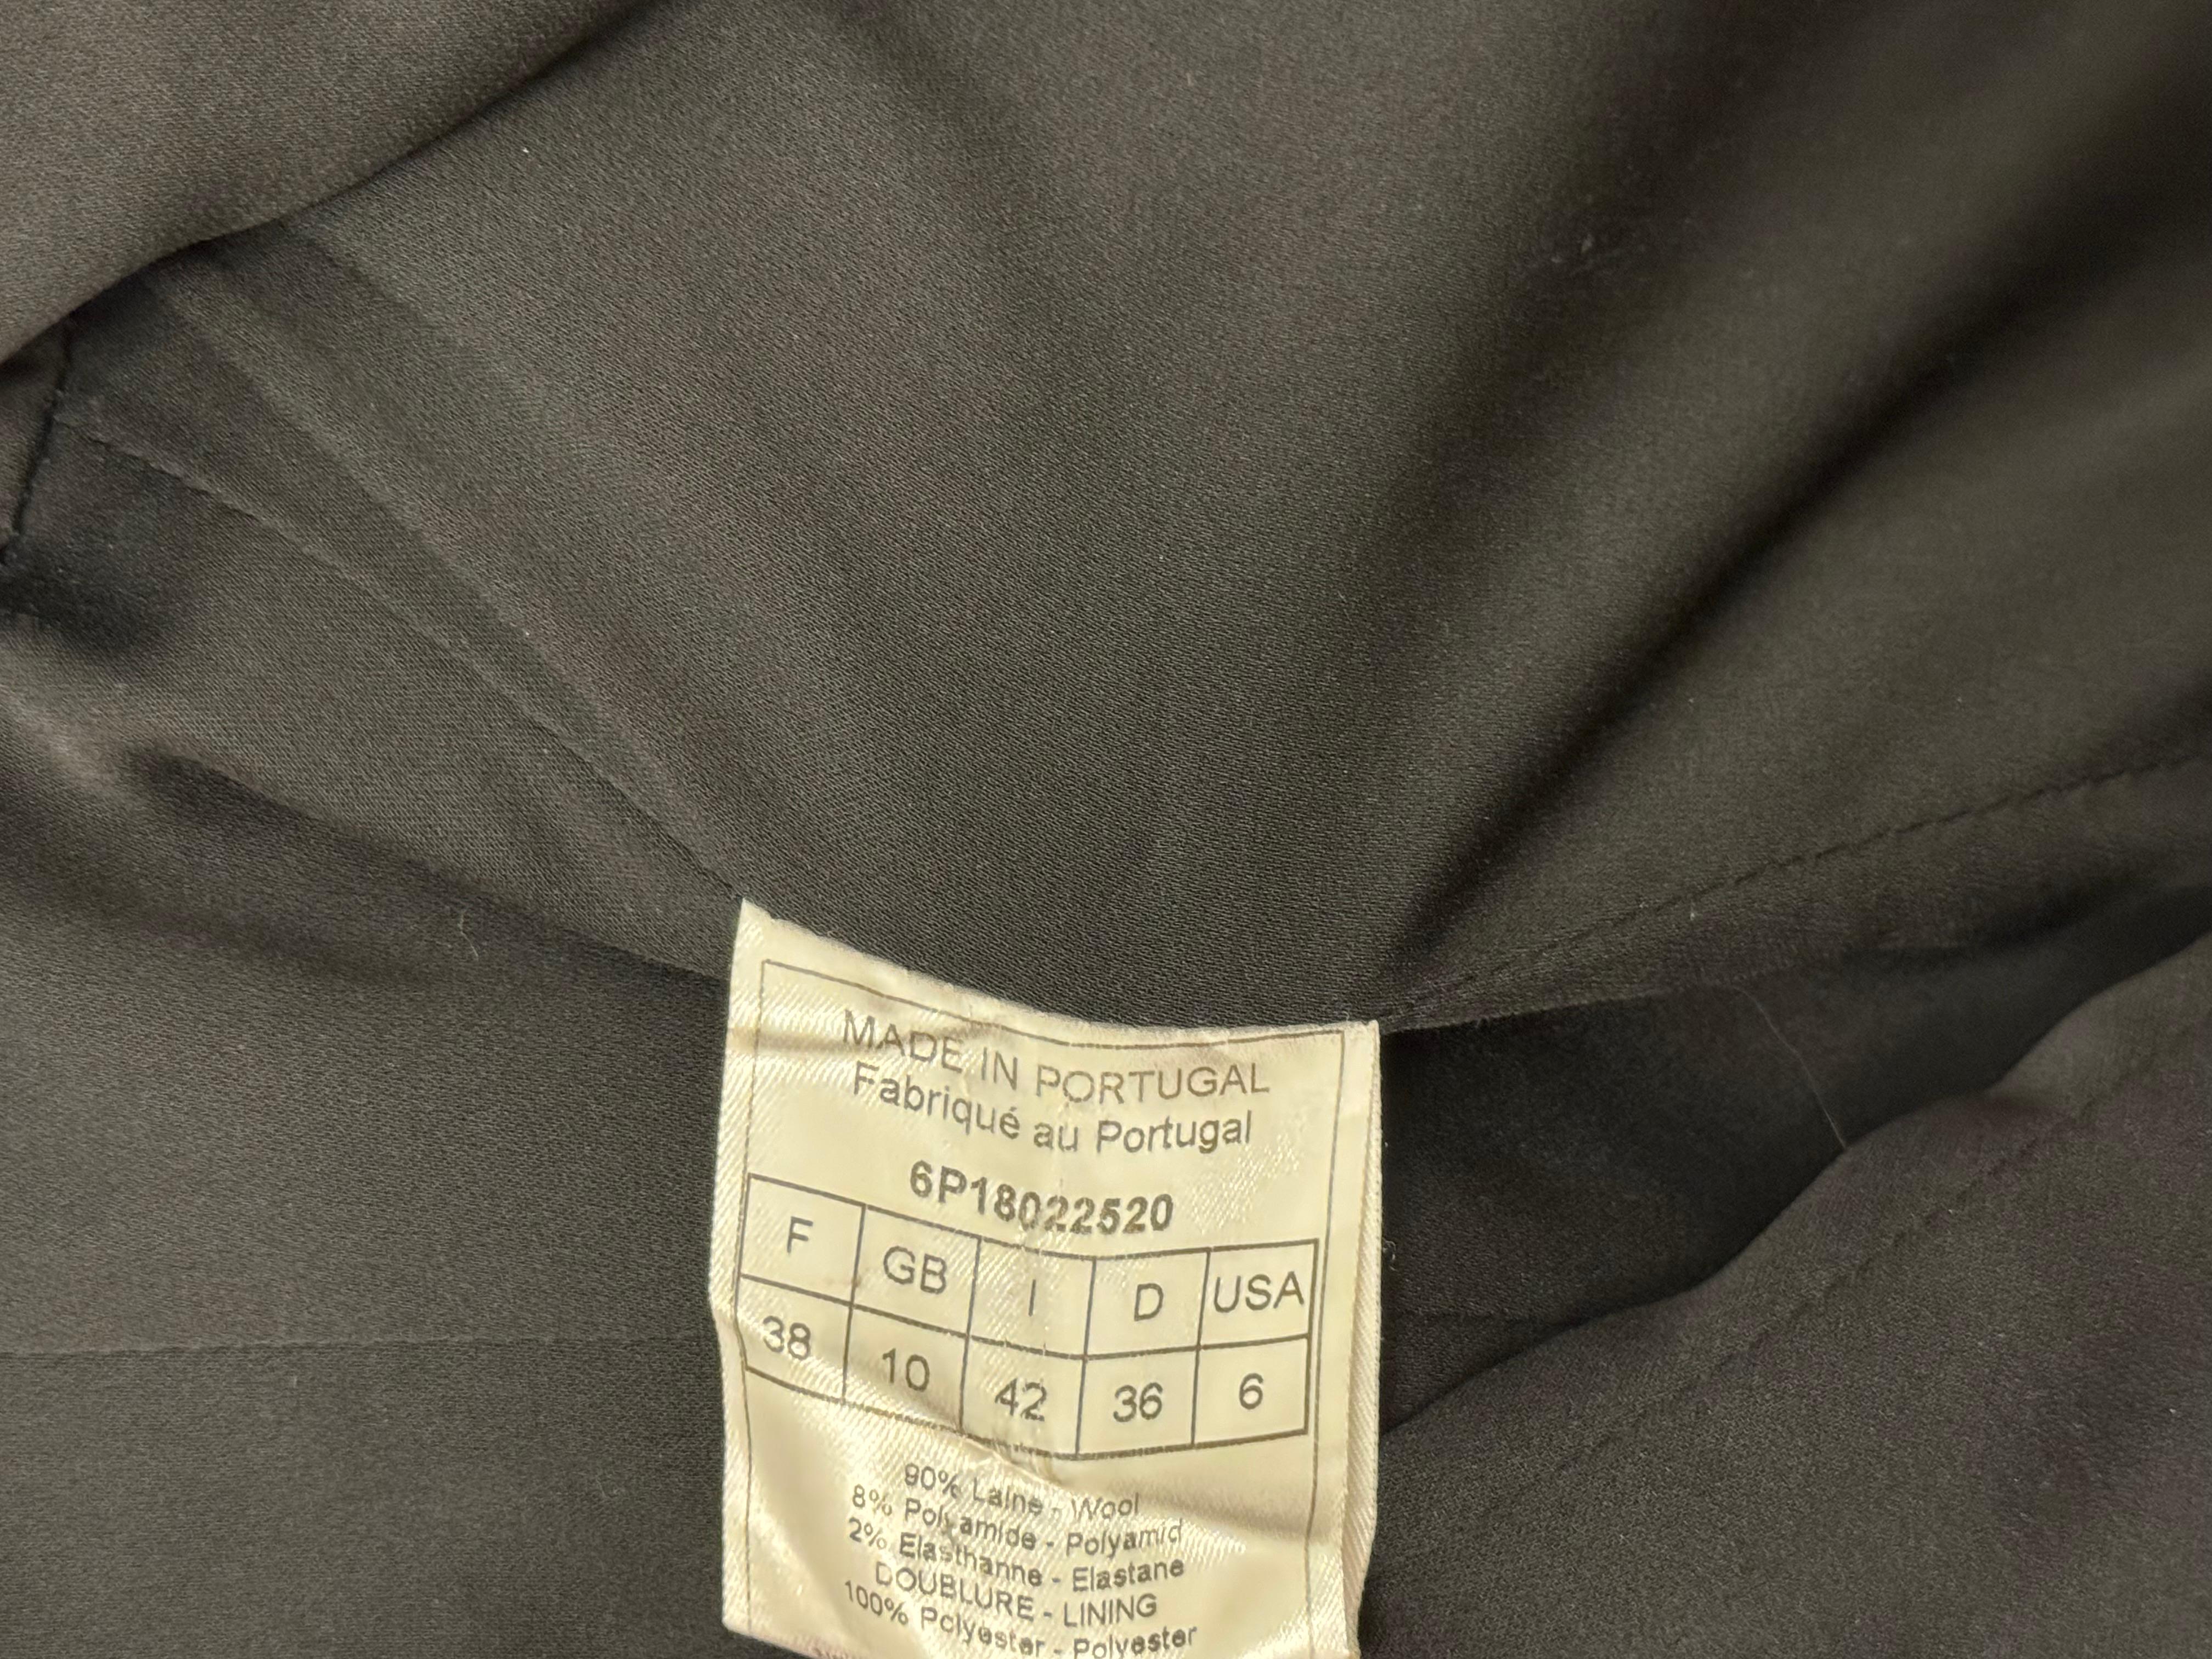 MADE IN PORTUGAL
Fabriqué au Portugal
6P18022520
F GB I D USA
38 10 42 36 6
90% Laine - Wool
8% Polyamide - Polyamid
2% Elasthanne - Elastane
DOUBLURE - LINING
100% Polyester - Polyester